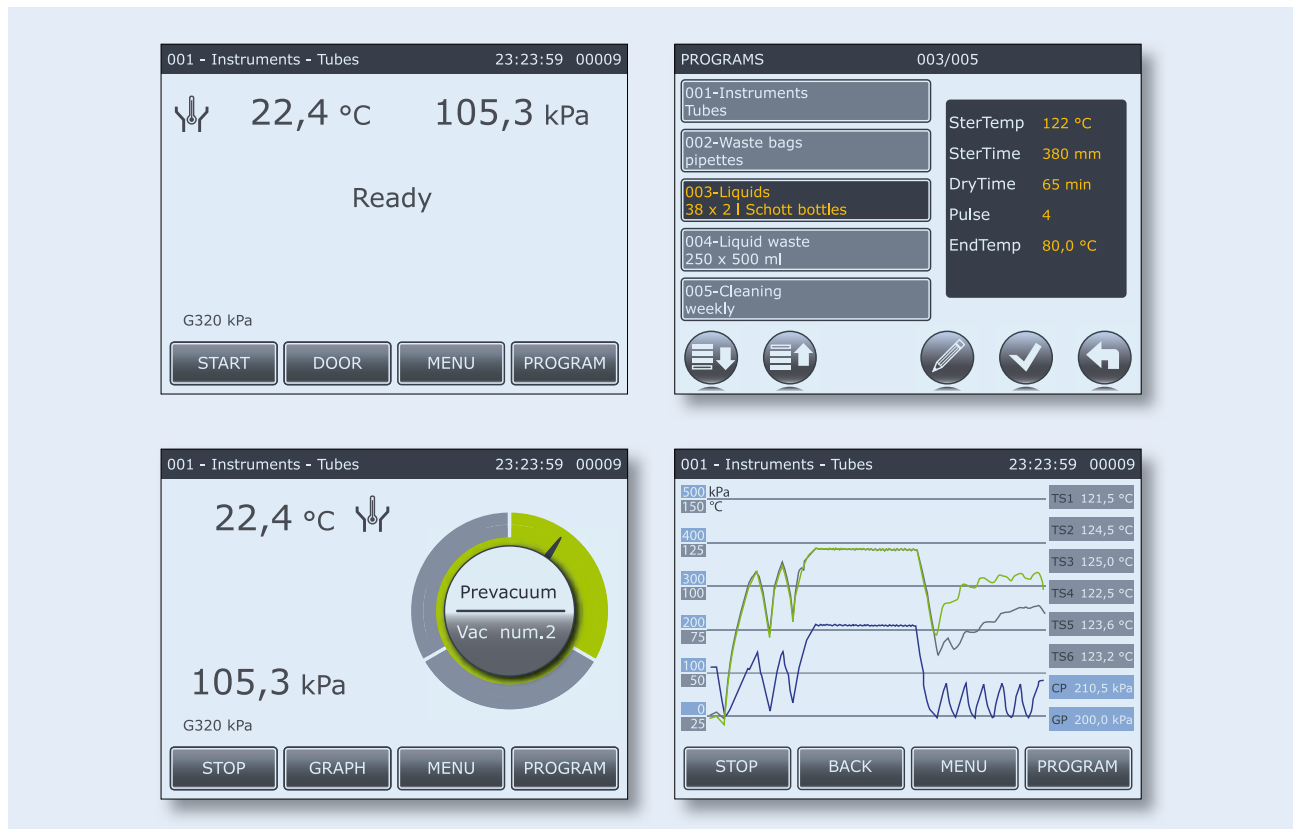 001 - Instruments - Tubes 23:23:59 00009
22,4 °C 105,3 kPa
Ready
G320 kPa
START DOOR MENU PROGRAM
PROGRAMS 003/005
001-Instruments
Tubes
002-Waste bags
pipettes
003-Liquids
38 x 2 l Schott bottles
004-Liquid waste
250 x 500 ml
005-Cleaning
weekly
SterTemp 122 °C
SterTime 380 mm
DryTime 65 min
Pulse 4
EndTemp 80,0 °C
001 - Instruments - Tubes 23:23:59 00009
22,4 °C
Prevacuum
Vac num.2
105,3 kPa
G320 kPa
STOP GRAPH MENU PROGRAM
001 - Instruments - Tubes 23:23:59 00009
500 kPa
150 °C
400
125
300
100
200
75
100
50
0
25
TS1 121,5 °C
TS2 124,5 °C
TS3 125,0 °C
TS4 122,5 °C
TS5 123,6 °C
TS6 123,2 °C
CP 210,5 kPa
GP 200,0 kPa
STOP BACK MENU PROGRAM